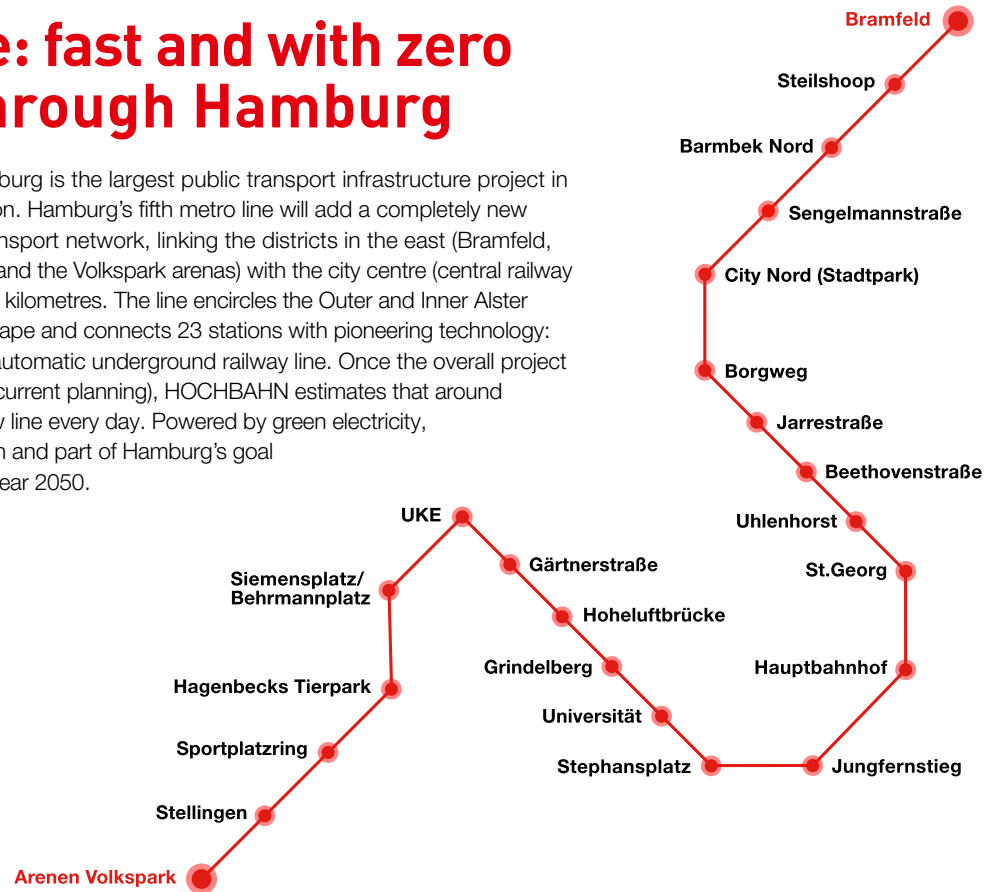 e: fast and with zero
hrough Hamburg
burg is the largest public transport infrastructure project in
on. Hamburg’s fifth metro line will add a completely new
nsport network, linking the districts in the east (Bramfeld,
and the Volkspark arenas) with the city centre (central railway
kilometres. The line encircles the Outer and Inner Alster
ape and connects 23 stations with pioneering technology:
automatic underground railway line. Once the overall project
current planning), HOCHBAHN estimates that around
line every day. Powered by green electricity,
n and part of Hamburg’s goal
ear 2050.
Bramfeld
Steilshoop
Barmbek Nord
Sengelmannstraße
City Nord (Stadtpark)
Borgweg
Jarrestraße
Beethovenstraße
Uhlenhorst
St.Georg
Hauptbahnhof
Jungfernstieg
Stephansplatz
Universität
Grindelberg
Hoheluftbrücke
Gärtnerstraße
UKE
Siemensplatz/
Behrmannplatz
Hagenbecks Tierpark
Sportplatzring
Stellingen
Arenen Volkspark